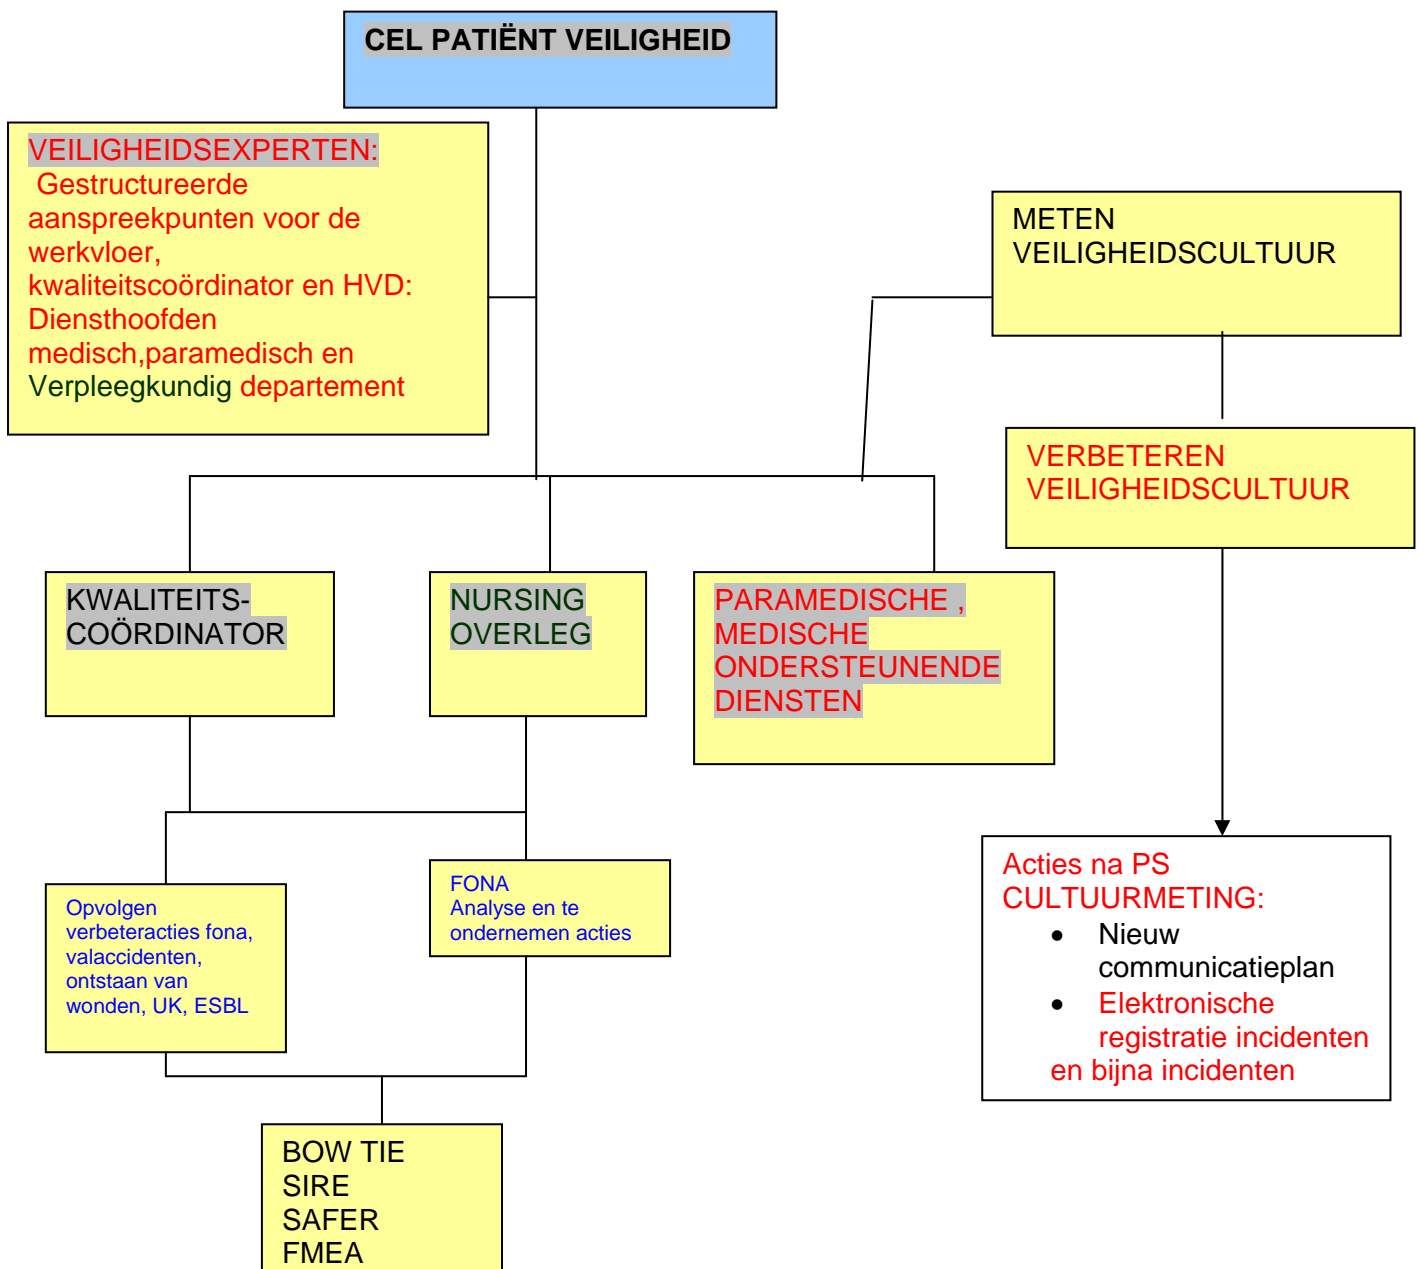 CEL PATIËNT VEILIGHEID
VEILIGHEIDSEXPERTEN:
Gestructureerde
aanspreekpunten voor de
werkvloer,
kwaliteitscoördinator en HVD:
Diensthoofden
medisch,paramedisch en
Verpleegkundig departement
METEN
VEILIGHEIDSCULTUUR
VERBETEREN
VEILIGHEIDSCULTUUR
KWALITEITS-
COÖRDINATOR
NURSING
OVERLEG
PARAMEDISCHE ,
MEDISCHE
ONDERSTEUNENDE
DIENSTEN
Opvolgen
verbeteracties fona,
valaccidenten,
ontstaan van
wonden, UK, ESBL
FONA
Analyse en te
ondernemen acties
Acties na PS
CULTUURMETING:
• Nieuw
communicatieplan
• Elektronische
registratie incidenten
en bijna incidenten
BOW TIE
SIRE
SAFER
FMEA